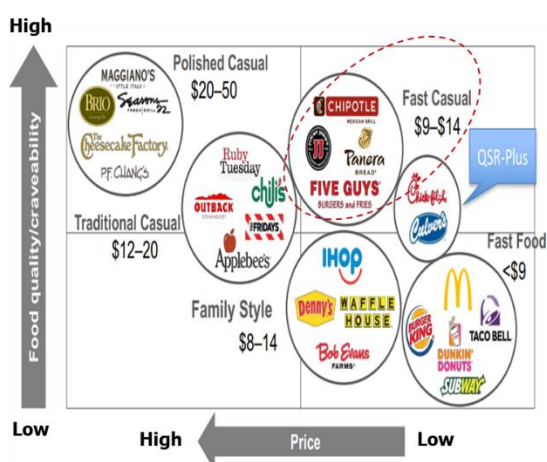 High
Food quality/craveability
Low
High
Price
Low
Polished Casual
$20–50
MAGGIANO'S
LITTLE ITALY
BRIO
Seasons 52
FRESH GRILL
The
Cheesecake Factory
P.F. CHANG'S
Traditional Casual
$12–20
Ruby
Tuesday
chili's
OUTBACK
STEAKHOUSE
FRIDAYS
Applebee's
Fast Casual
$9–$14
CHIPOTLE
MEXICAN GRILL
Panera
BREAD
FIVE GUYS
BURGERS and FRIES
QSR-Plus
Chick-fil-A
Culver's
Family Style
$8–14
IHOP
Denny's
WAFFLE
HOUSE
Bob Evans
FARMS
Fast Food
<$9
BURGER
KING
TACO BELL
DUNKIN'
DONUTS
SUBWAY